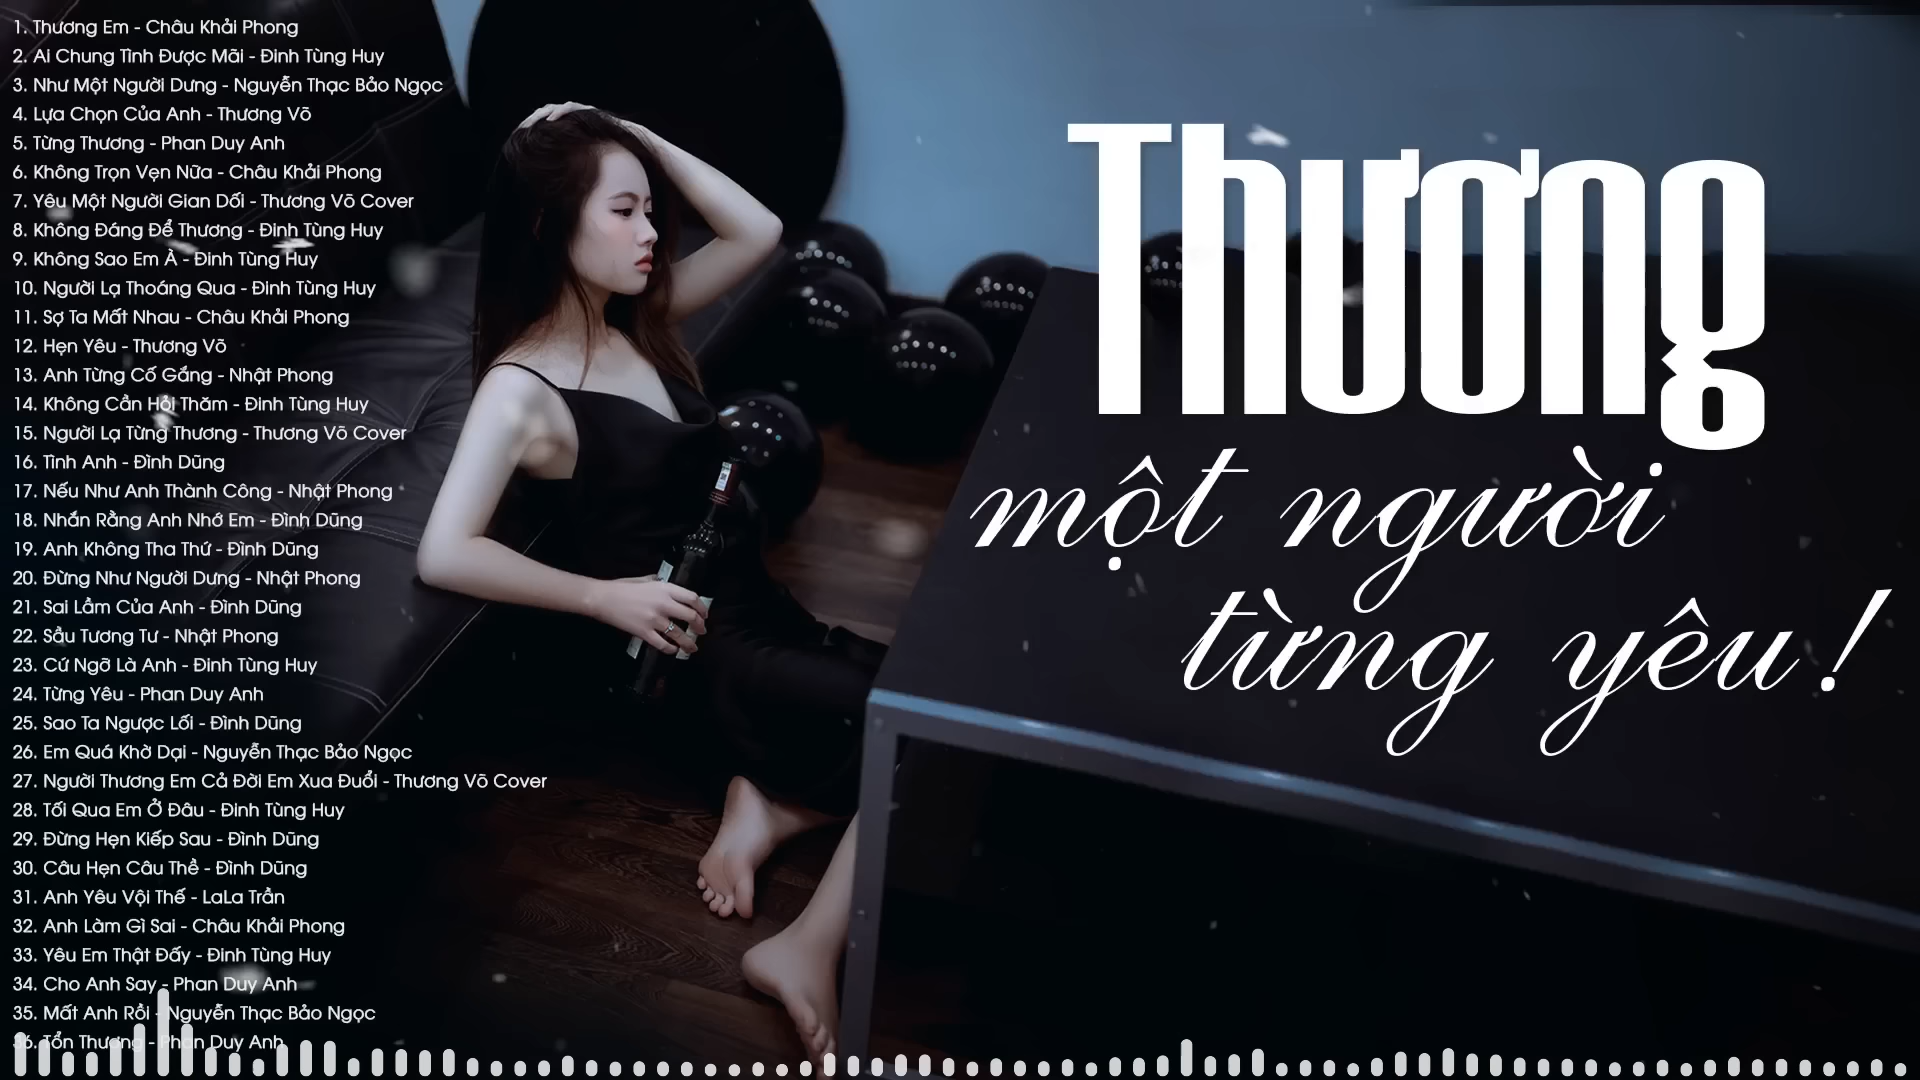 1. Thương Em - Châu Khải Phong
2. Ai Chung Tình Được Mãi - Đinh Tùng Huy
3. Như Một Người Dưng - Nguyễn Thạc Bảo Ngọc
4. Lựa Chọn Của Anh - Thương Võ
5. Từng Thương - Phan Duy Anh
6. Không Trọn Vẹn Nữa - Châu Khải Phong
7. Yêu Một Người Gian Dối - Thương Võ Cover
8. Không Đáng Để Thương - Đinh Tùng Huy
9. Không Sao Em À - Đinh Tùng Huy
10. Người Lạ Thoáng Qua - Đinh Tùng Huy
11. Sợ Ta Mất Nhau - Châu Khải Phong
12. Hẹn Yêu - Thương Võ
13. Anh Từng Cố Gắng - Nhật Phong
14. Không Cần Hỏi Thăm - Đinh Tùng Huy
15. Người Lạ Từng Thương - Thương Võ Cover
16. Tình Anh - Đình Dũng
17. Nếu Như Anh Thành Công - Nhật Phong
18. Nhắn Rằng Anh Nhớ Em - Đình Dũng
19. Anh Không Tha Thứ - Đình Dũng
20. Đừng Như Người Dưng - Nhật Phong
21. Sai Lầm Của Anh - Đình Dũng
22. Sầu Tương Tư - Nhật Phong
23. Cứ Ngỡ Là Anh - Đinh Tùng Huy
24. Từng Yêu - Phan Duy Anh
25. Sao Ta Ngược Lối - Đình Dũng
26. Em Quá Khờ Dại - Nguyễn Thạc Bảo Ngọc
27. Người Thương Em Cả Đời Em Xua Đuổi - Thương Võ Cover
28. Tối Qua Em Ở Đâu - Đinh Tùng Huy
29. Đừng Hẹn Kiếp Sau - Đình Dũng
30. Câu Hẹn Câu Thề - Đình Dũng
31. Anh Yêu Vội Thế - LaLa Trần
32. Anh Làm Gì Sai - Châu Khải Phong
33. Yêu Em Thật Đấy - Đinh Tùng Huy
34. Cho Anh Say - Phan Duy Anh
35. Mất Anh Rồi - Nguyễn Thạc Bảo Ngọc
36. Tổn Thương - Phan Duy Anh
Thương
một người
từng yêu!